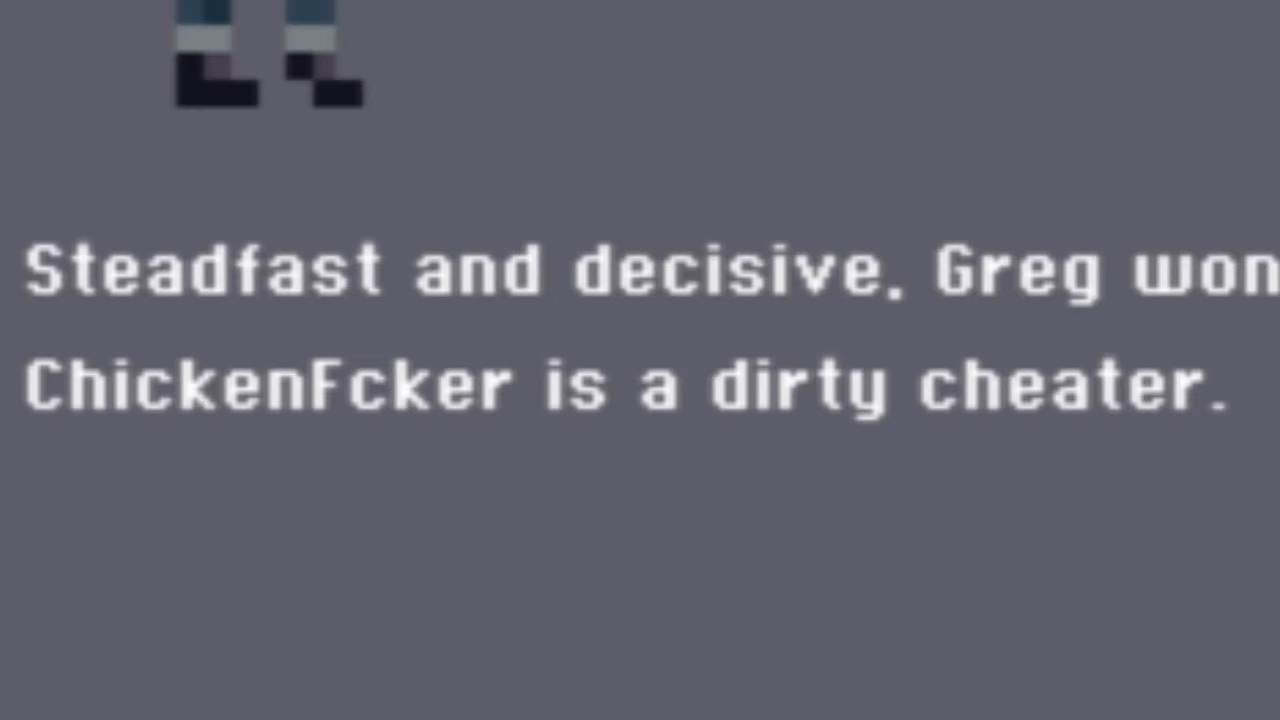 Steadfast and decisive. Greg won
ChickenFcker is a dirty cheater.